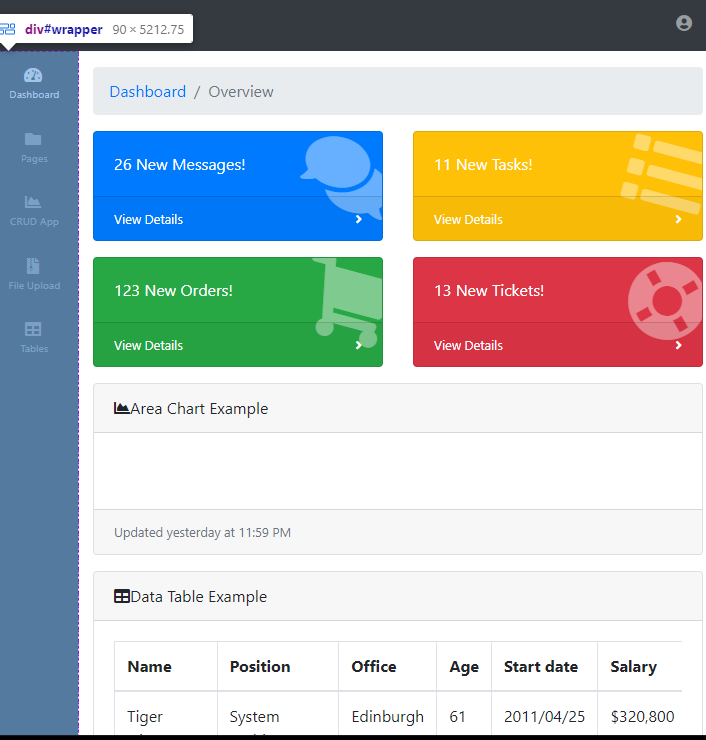 div#wrapper 90 × 5212.75
Dashboard
Pages
CRUD App
File Upload
Tables
Dashboard / Overview
26 New Messages!
View Details
11 New Tasks!
View Details
123 New Orders!
View Details
13 New Tickets!
View Details
Area Chart Example
Updated yesterday at 11:59 PM
Data Table Example
Name Position Office Age Start date Salary
Tiger System Edinburgh 61 2011/04/25 $320,800